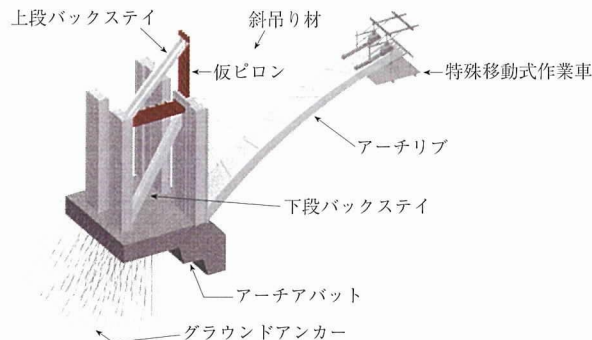 上段バックステイ
斜吊り材
仮ピロン
特殊移動式作業車
アーチリブ
下段バックステイ
アーチアバット
グラウンドアンカー